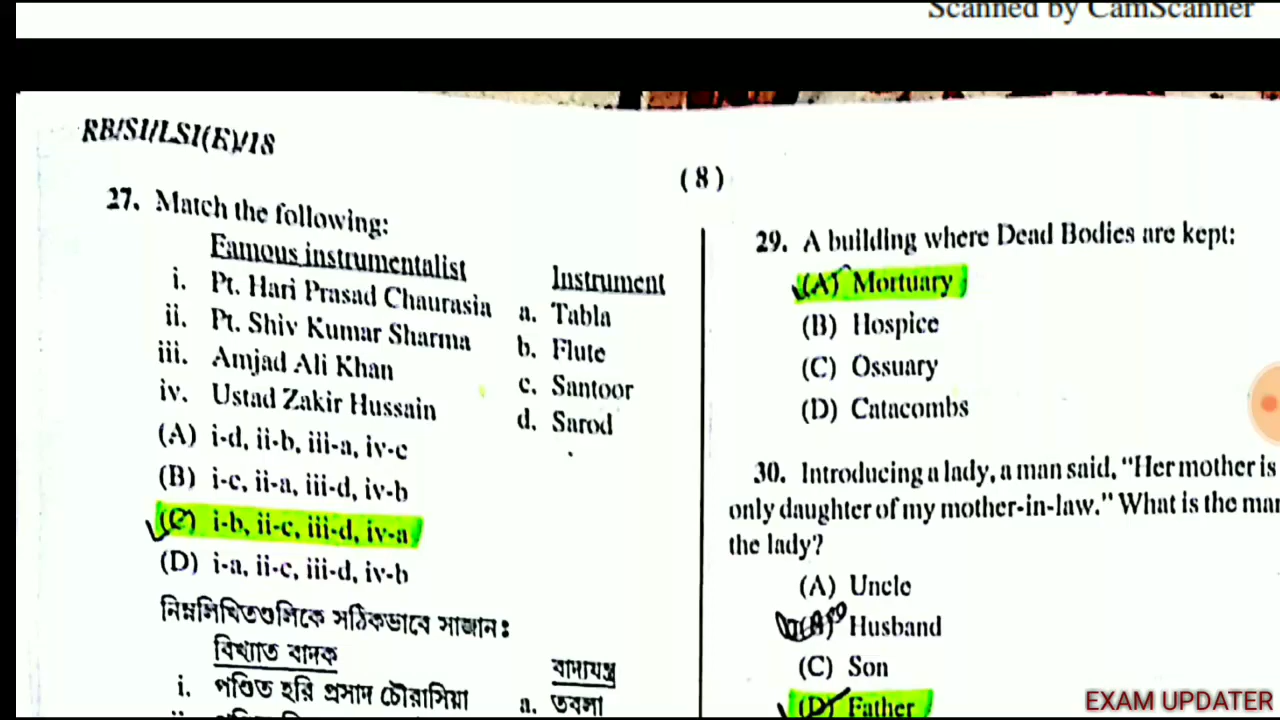 Scanned by CamScanner
RB/SI/LSI(E)/18
(8)
27. Match the following:
Famous instrumentalist Instrument
i. Pt. Hari Prasad Chaurasia a. Tabla
ii. Pt. Shiv Kumar Sharma b. Flute
iii. Amjad Ali Khan c. Santoor
iv. Ustad Zakir Hussain d. Sarod
(A) i-d, ii-b, iii-a, iv-c
(B) i-c, ii-a, iii-d, iv-b
(C) i-b, ii-c, iii-d, iv-a
(D) i-a, ii-c, iii-d, iv-b
নিম্নলিখিতগুলিকে সঠিকভাবে সাজান ঃ
বিখ্যাত বাদক বাদ্যযন্ত্র
i. পণ্ডিত হরি প্রসাদ চৌরাসিয়া a. তবলা
29. A building where Dead Bodies are kept:
(A) Mortuary
(B) Hospice
(C) Ossuary
(D) Catacombs
30. Introducing a lady, a man said, "Her mother is
only daughter of my mother-in-law." What is the man
the lady?
(A) Uncle
Husband
(C) Son
(D) Father
EXAM UPDATER